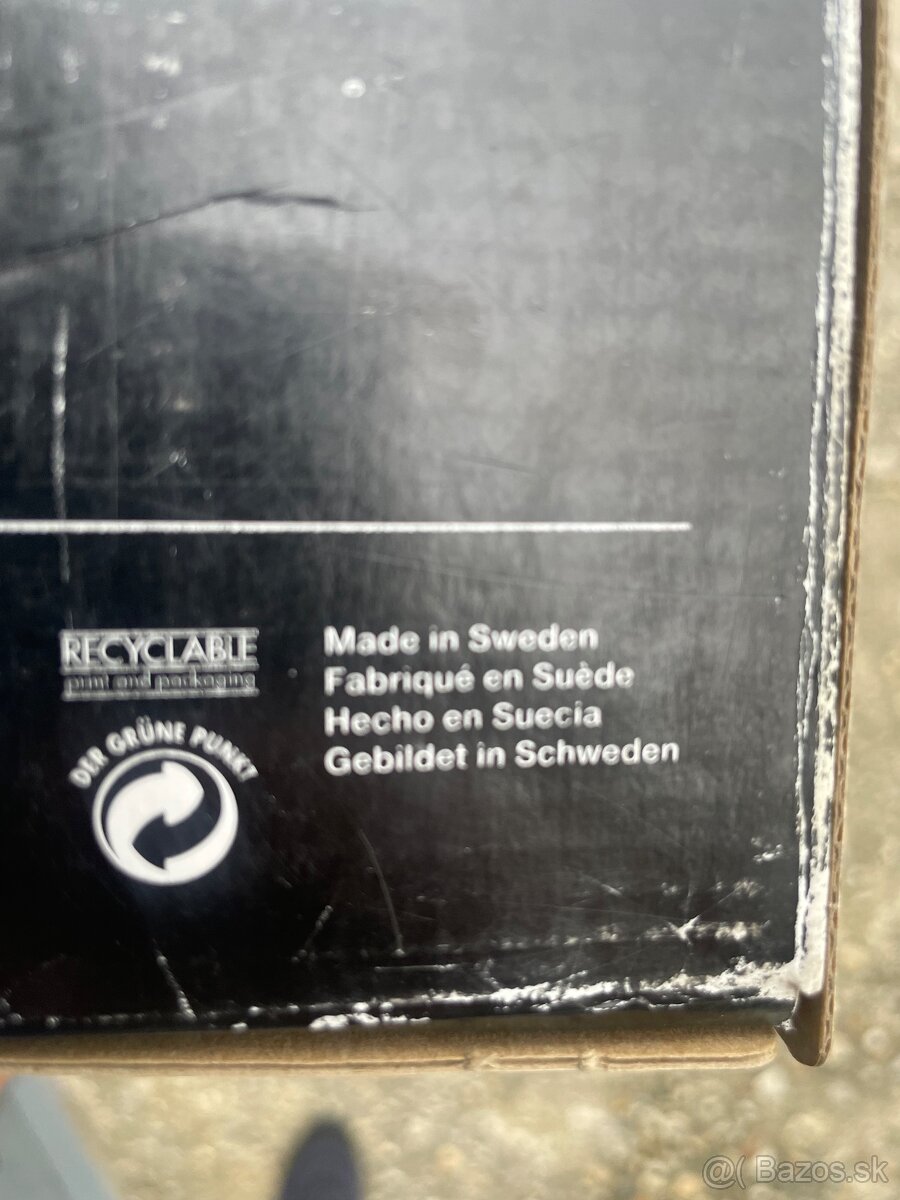 RECYCLABLE
print and packaging
DER GRÜNE PUNKT
Made in Sweden
Fabriqué en Suède
Hecho en Suecia
Gebildet in Schweden
@( Bazos.sk